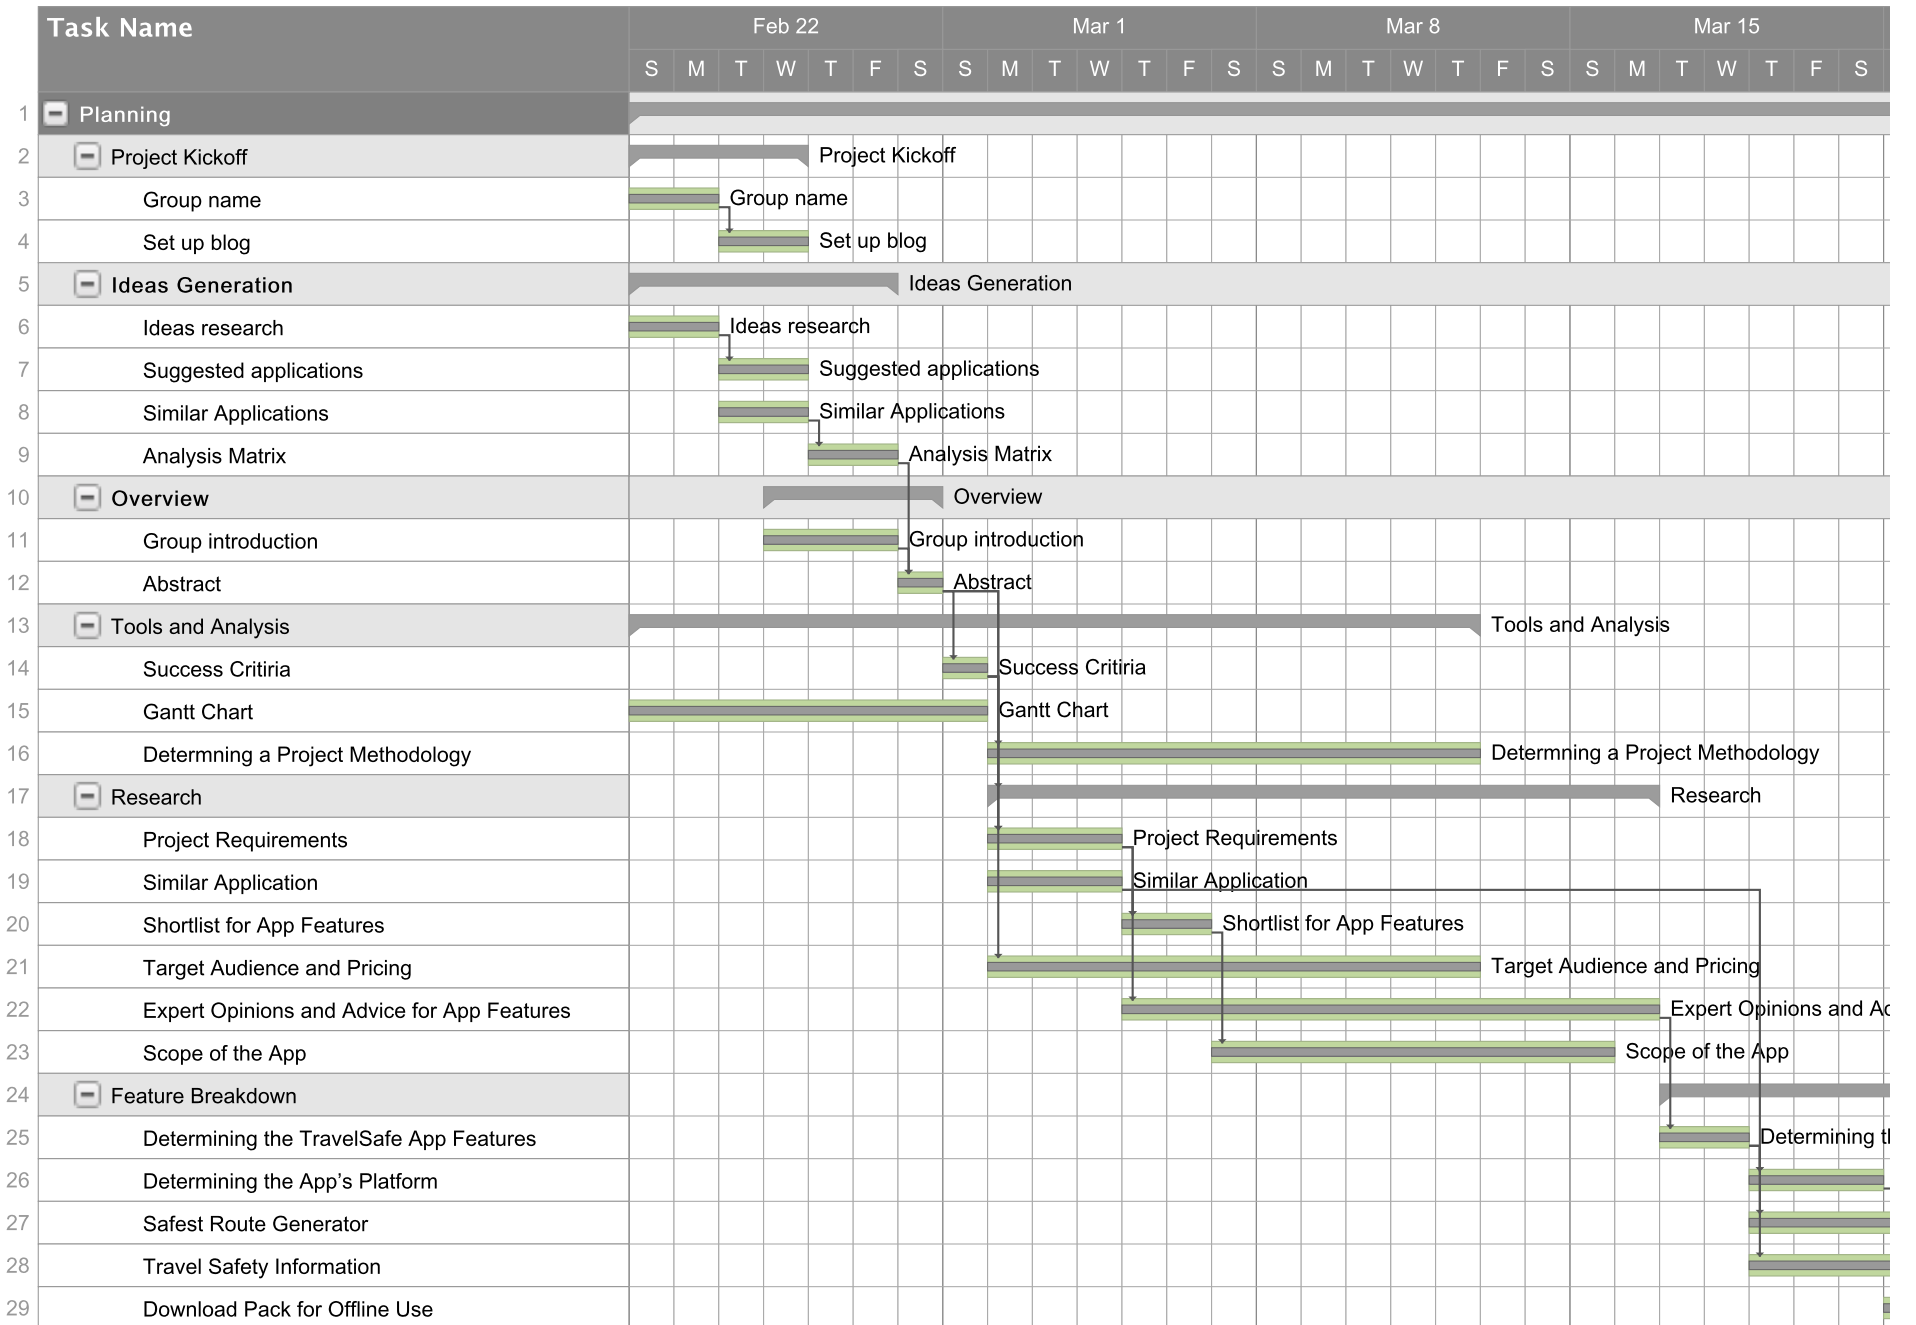 Task Name
Feb 22 Mar 1 Mar 8 Mar 15
S M T W T F S S M T W T F S S M T W T F S S M T W T F S
1 Planning
2 Project Kickoff Project Kickoff
3 Group name Group name
4 Set up blog Set up blog
5 Ideas Generation Ideas Generation
6 Ideas research Ideas research
7 Suggested applications Suggested applications
8 Similar Applications Similar Applications
9 Analysis Matrix Analysis Matrix
10 Overview Overview
11 Group introduction Group introduction
12 Abstract Abstract
13 Tools and Analysis Tools and Analysis
14 Success Critiria Success Critiria
15 Gantt Chart Gantt Chart
16 Determning a Project Methodology Determning a Project Methodology
17 Research Research
18 Project Requirements Project Requirements
19 Similar Application Similar Application
20 Shortlist for App Features Shortlist for App Features
21 Target Audience and Pricing Target Audience and Pricing
22 Expert Opinions and Advice for App Features Expert Opinions and
23 Scope of the App Scope of the App
24 Feature Breakdown
25 Determining the TravelSafe App Features Determining
26 Determining the App’s Platform
27 Safest Route Generator
28 Travel Safety Information
29 Download Pack for Offline Use